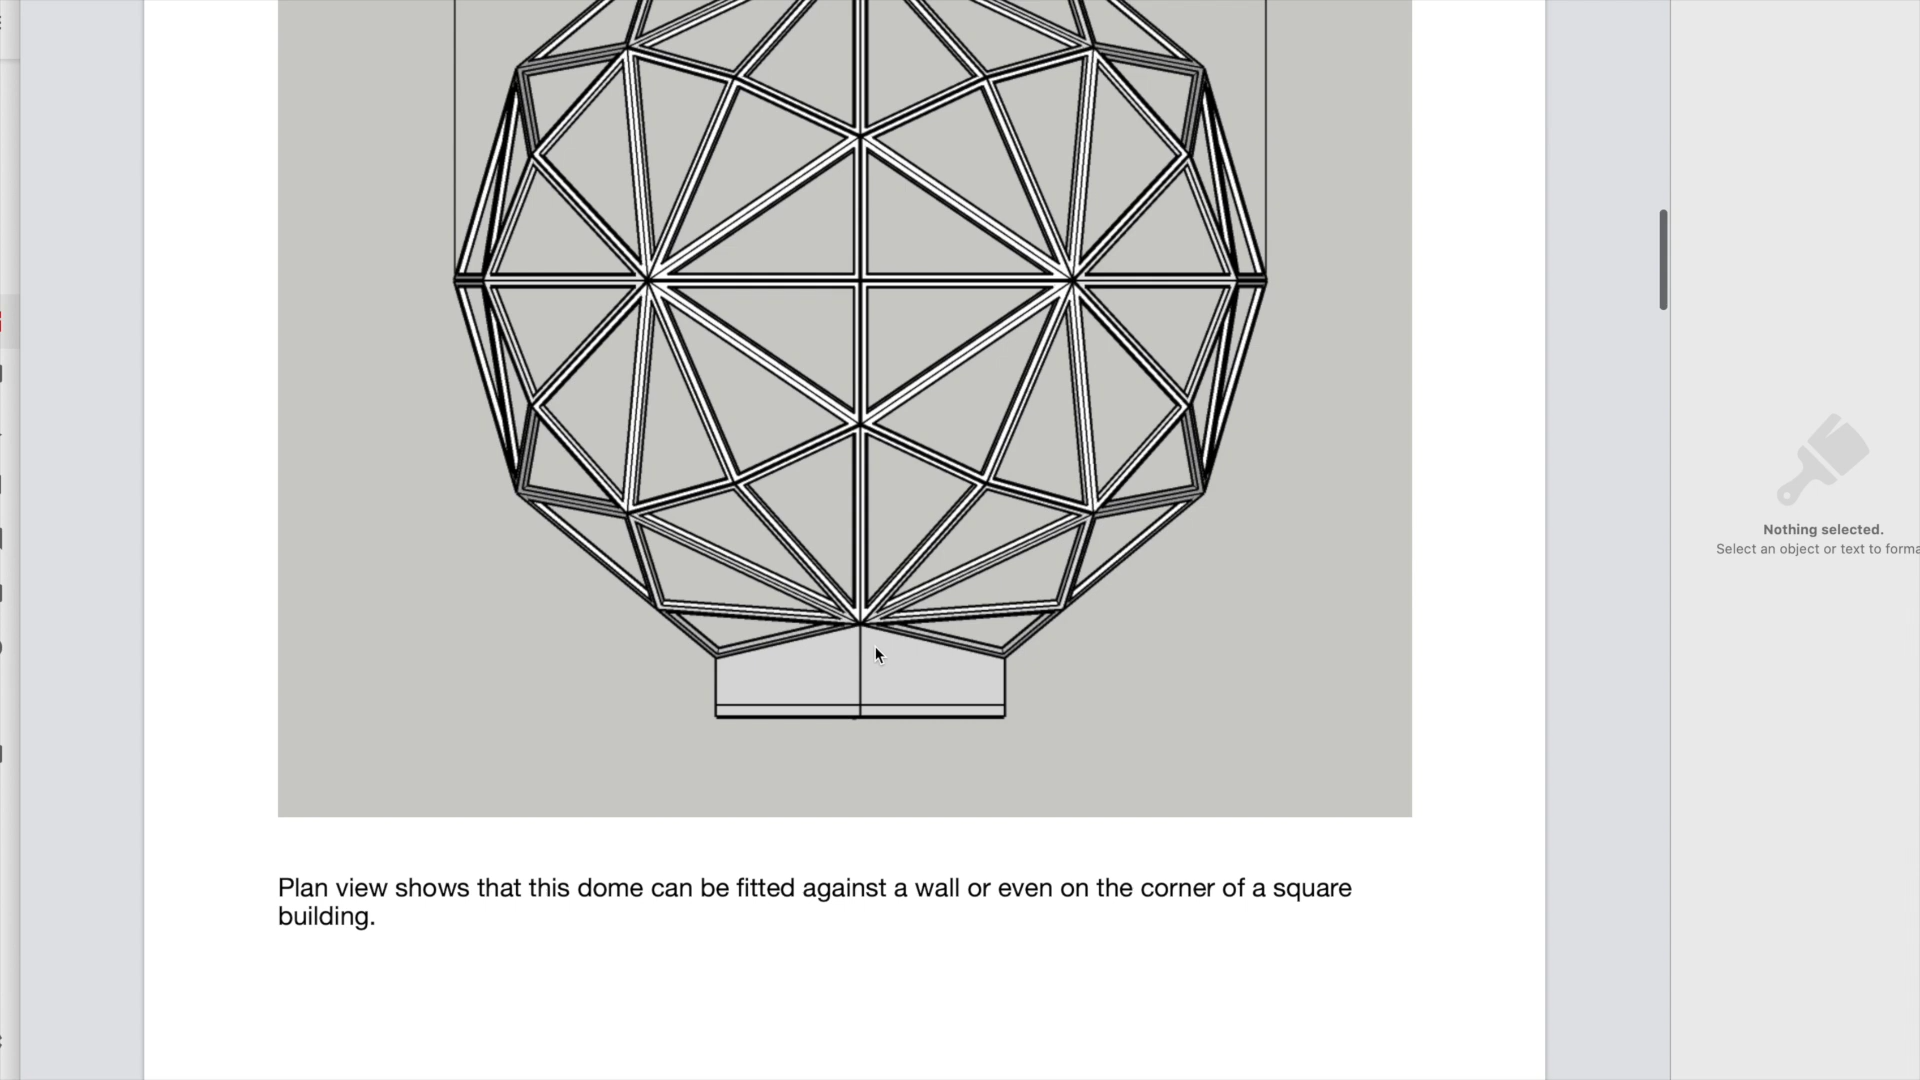 Nothing selected.
Select an object or text to forma
Plan view shows that this dome can be fitted against a wall or even on the corner of a square
building.